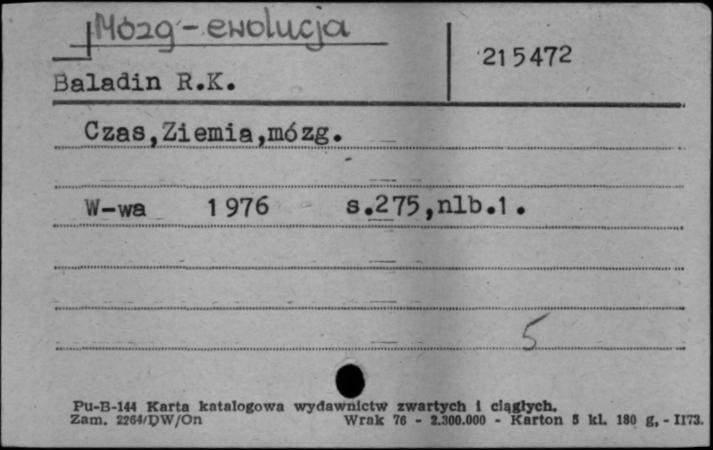 Mózg - ewolucja
215472
Baladin R.K.
Czas,Ziemia,mózg.
W-wa 1976 s.275,nlb.1.
5
Pu-B-144 Karta katalogowa wydawnictw zwartych i ciągłych.
Zam. 2264/DW/On Wrak 76 - 2.300.000 - Karton 5 kl. 180 g, - II73.